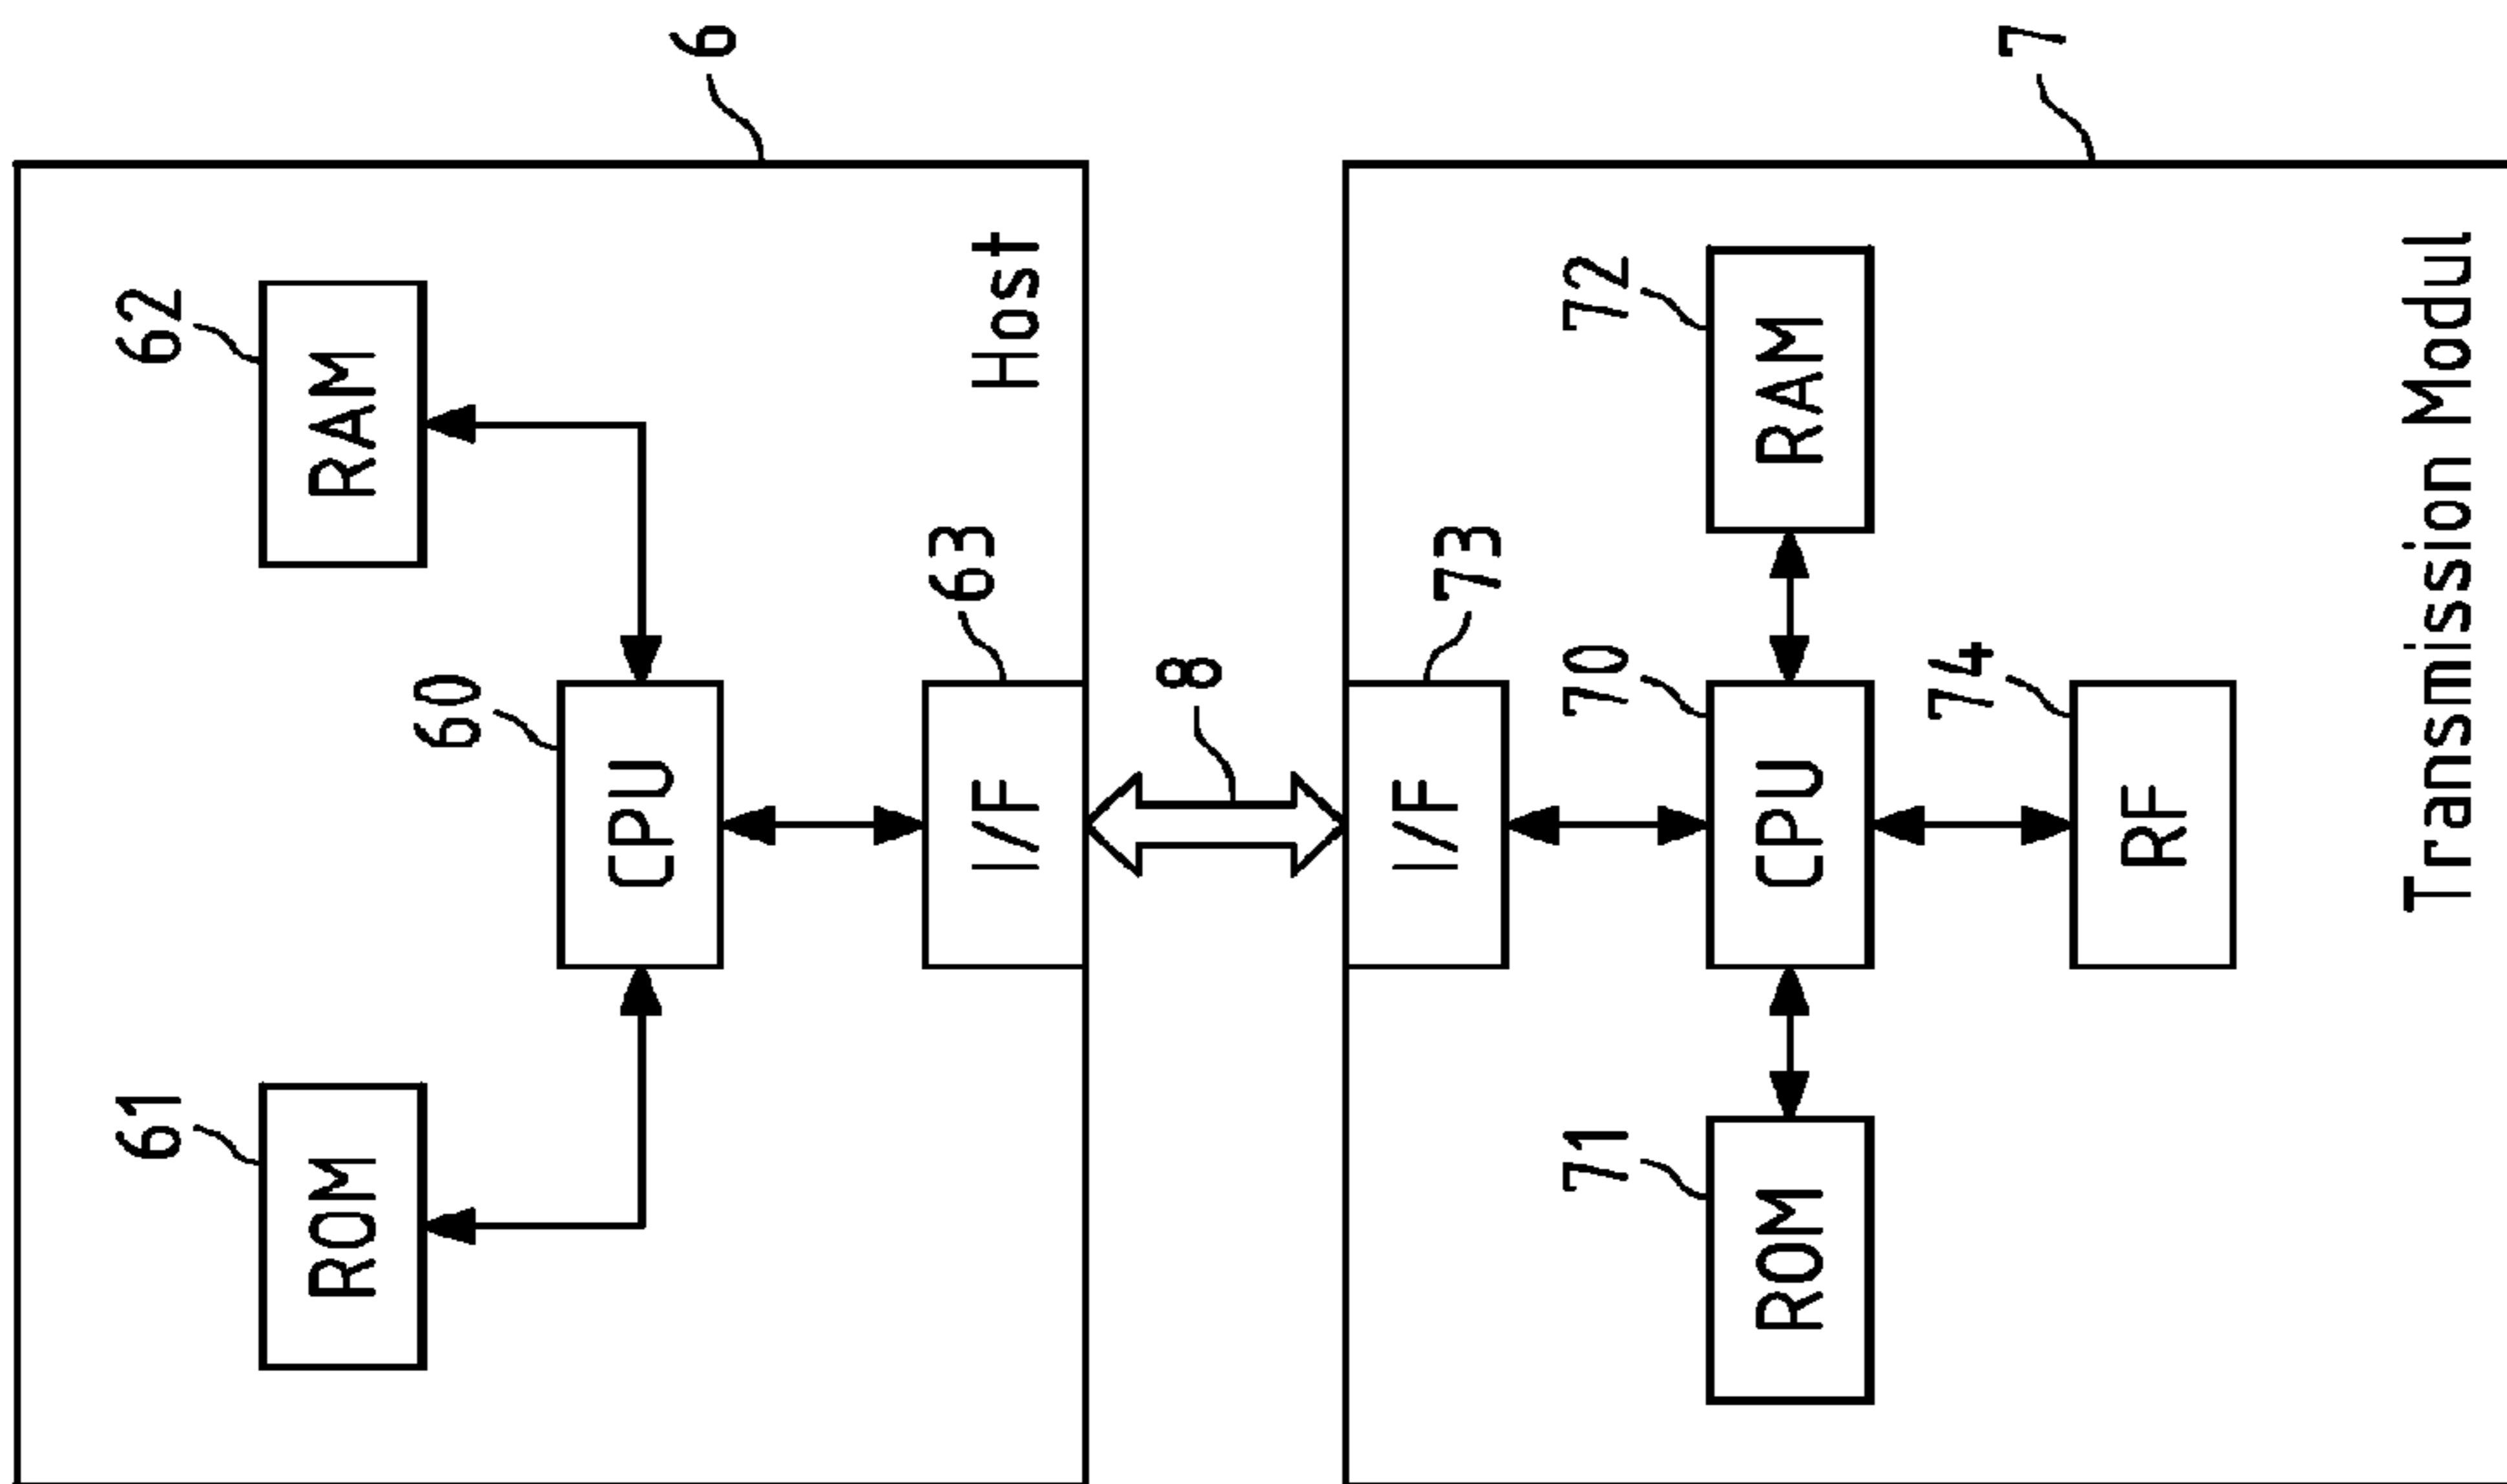 6
61
ROM
62
RAM
60
CPU
63
I/F
Host
8
7
73
I/F
71
ROM
70
CPU
72
RAM
74
RF
Transmission Modul